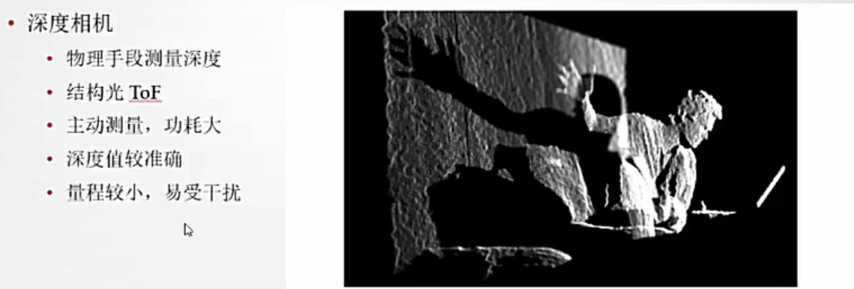 深度相机
物理手段测量深度
结构光 ToF
主动测量，功耗大
深度值较准确
量程较小，易受干扰